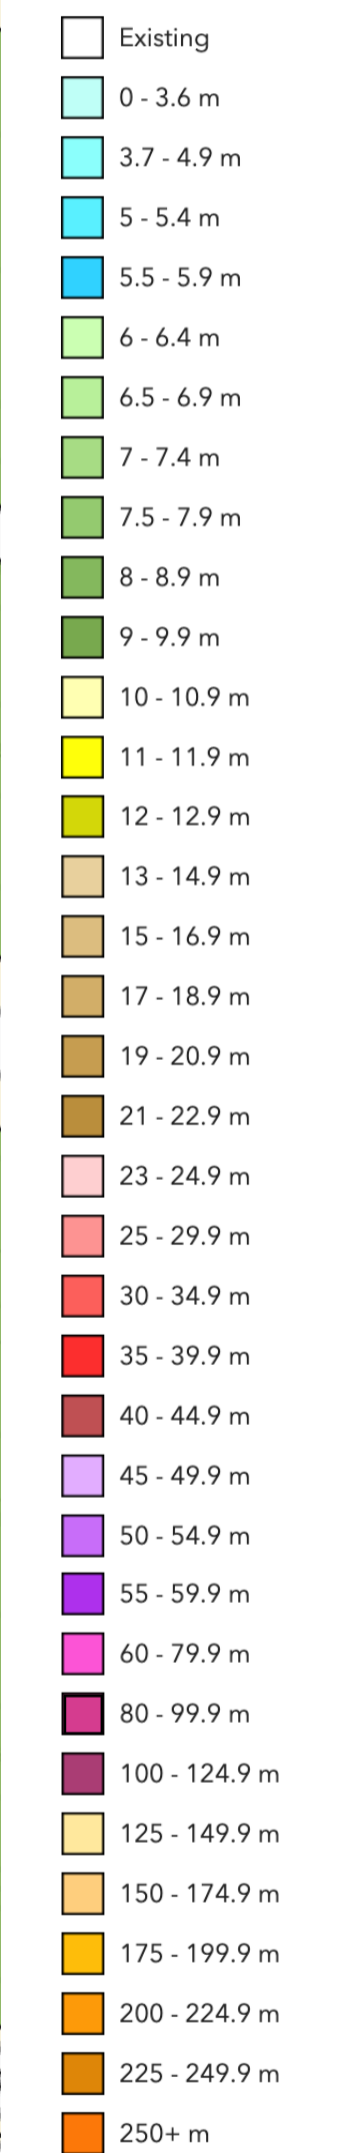 Existing
0 - 3.6 m
3.7 - 4.9 m
5 - 5.4 m
5.5 - 5.9 m
6 - 6.4 m
6.5 - 6.9 m
7 - 7.4 m
7.5 - 7.9 m
8 - 8.9 m
9 - 9.9 m
10 - 10.9 m
11 - 11.9 m
12 - 12.9 m
13 - 14.9 m
15 - 16.9 m
17 - 18.9 m
19 - 20.9 m
21 - 22.9 m
23 - 24.9 m
25 - 29.9 m
30 - 34.9 m
35 - 39.9 m
40 - 44.9 m
45 - 49.9 m
50 - 54.9 m
55 - 59.9 m
60 - 79.9 m
80 - 99.9 m
100 - 124.9 m
125 - 149.9 m
150 - 174.9 m
175 - 199.9 m
200 - 224.9 m
225 - 249.9 m
250+ m